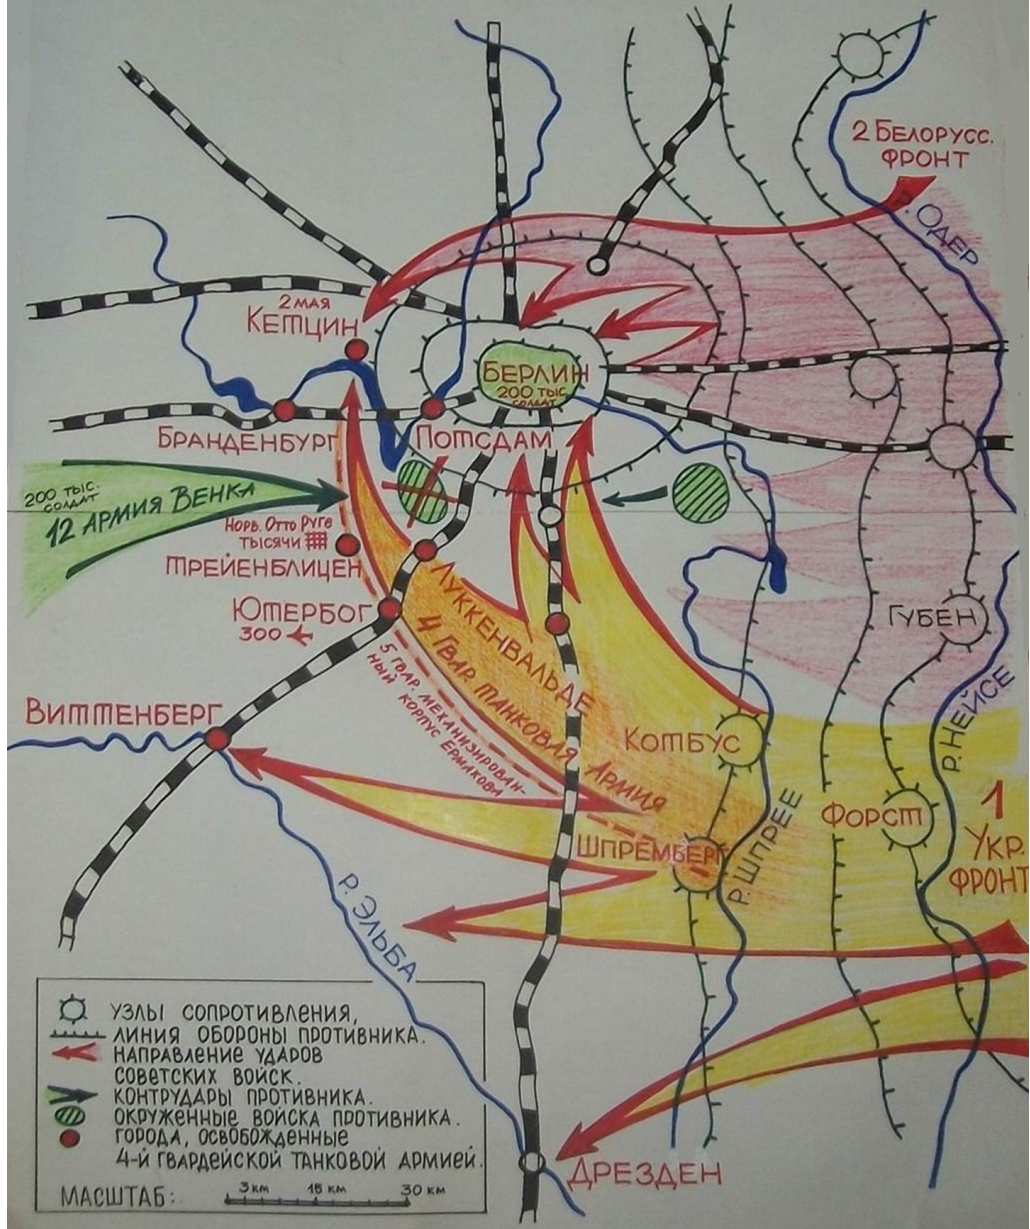 2 БЕЛОРУСС.
ФРОНТ
Р. ОДЕР
2 МАЯ
КЕТЦИН
БЕРЛИН
200 ТЫС.
СОЛДАТ
БРАНДЕНБУРГ
ПОТСДАМ
200 ТЫС.
СОЛДАТ
12 АРМИЯ ВЕНКА
НОРВ. ОТТО РУГЕ
ТЫСЯЧИ
ТРЕЙЕНБЛИЦЕН
ЛУККЕНВАЛЬДЕ
ЮТЕРБОГ
300
4 ГВАР. ТАНКОВАЯ АРМИЯ
5 ГВАР. МЕХАНИЗИРОВАН-
НЫЙ КОРПУС ЕРМАКОВА
ГУБЕН
Р. НЕЙСЕ
ВИТТЕНБЕРГ
КОТБУС
ФОРСТ
1
УКР.
ФРОНТ
ШПРЕМБЕРГ
Р. ШПРЕЕ
Р. ЭЛЬБА
ДРЕЗДЕН
УЗЛЫ СОПРОТИВЛЕНИЯ,
ЛИНИЯ ОБОРОНЫ ПРОТИВНИКА.
НАПРАВЛЕНИЕ УДАРОВ
СОВЕТСКИХ ВОЙСК.
КОНТРУДАРЫ ПРОТИВНИКА.
ОКРУЖЕННЫЕ ВОЙСКА ПРОТИВНИКА.
ГОРОДА, ОСВОБОЖДЕННЫЕ
4-Й ГВАРДЕЙСКОЙ ТАНКОВОЙ АРМИЕЙ.
МАСШТАБ:
3 КМ 15 КМ 30 КМ